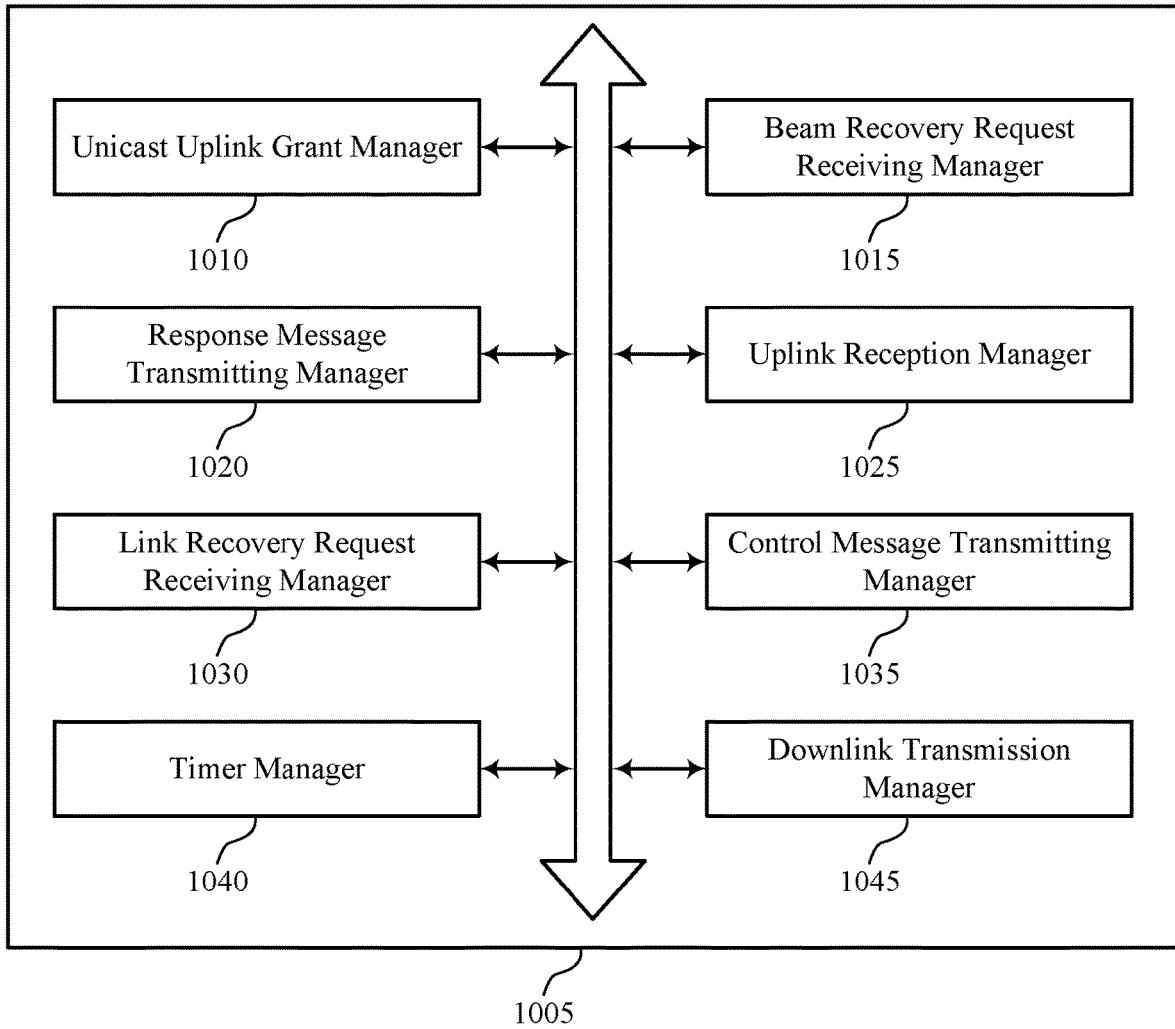 Unicast Uplink Grant Manager
1010
Beam Recovery Request
Receiving Manager
1015
Response Message
Transmitting Manager
1020
Uplink Reception Manager
1025
Link Recovery Request
Receiving Manager
1030
Control Message Transmitting
Manager
1035
Timer Manager
1040
Downlink Transmission
Manager
1045
1005